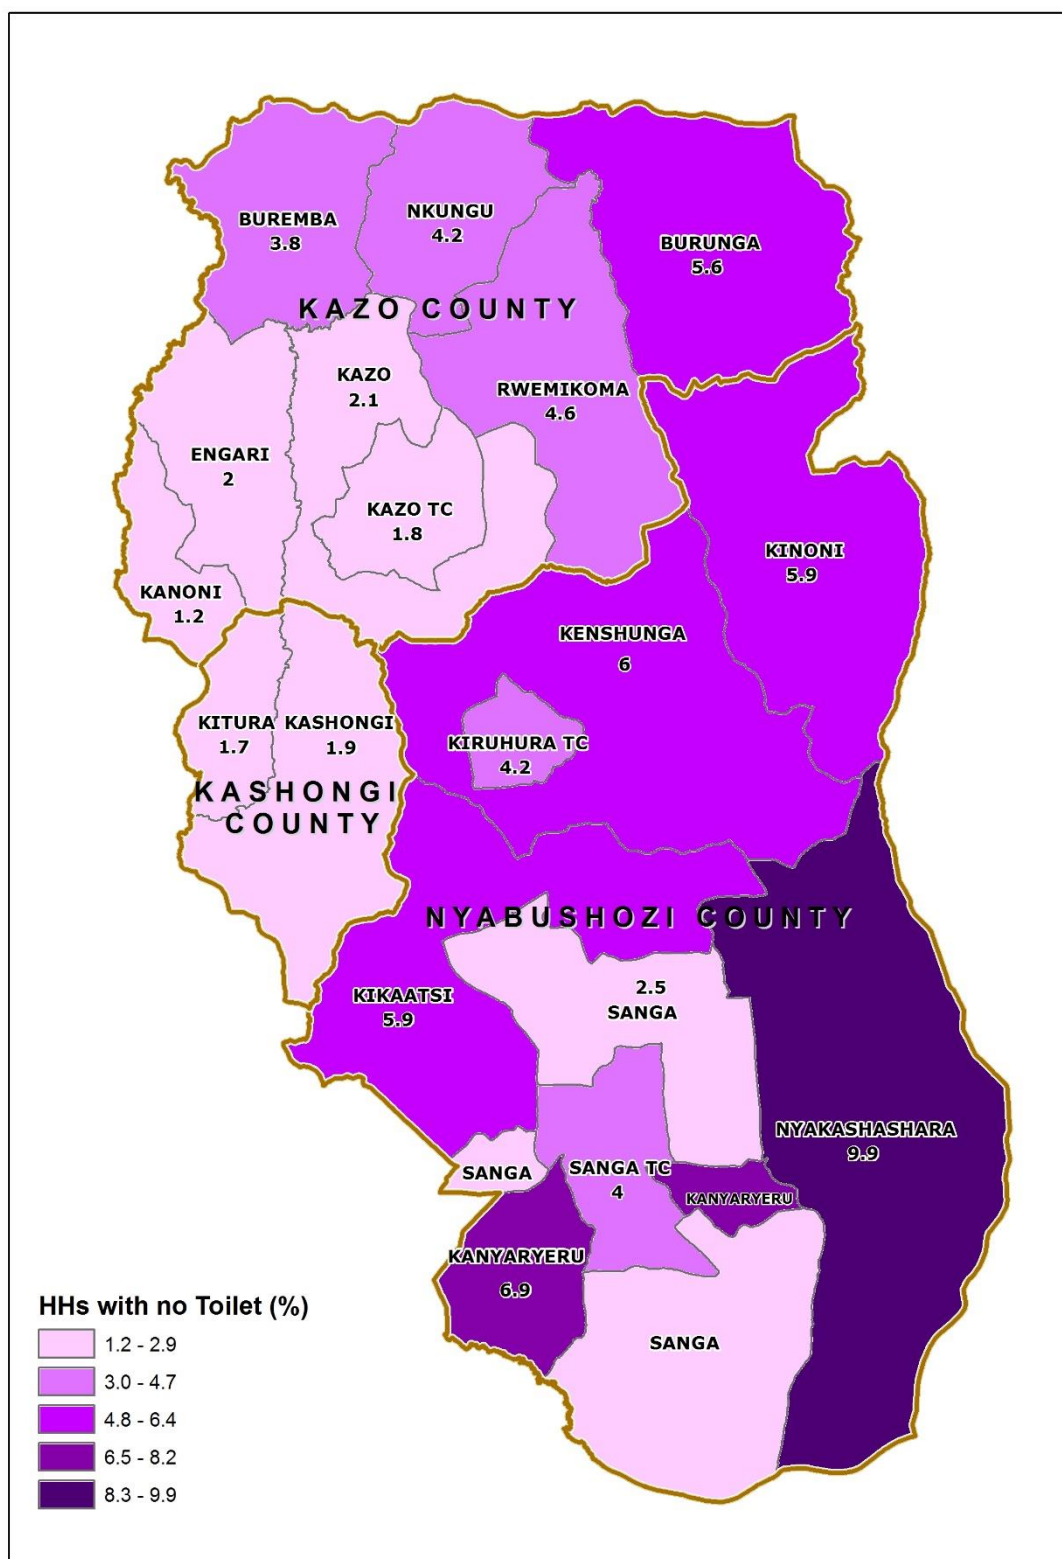 BUREMBA
3.8
NKUNGU
4.2
BURUNGA
5.6
KAZO COUNTY
KAZO
2.1
RWEMIKOMA
4.6
ENGARI
2
KAZO TC
1.8
KINONI
5.9
KANONI
1.2
KENSHUNGA
6
KITURA
1.7
KASHONGI
1.9
KIRUHURA TC
4.2
KASHONGI
COUNTY
NYABUSHOZI COUNTY
KIKAATSI
5.9
2.5
SANGA
NYAKASHASHARA
9.9
SANGA
SANGA TC
4
KANYARYERU
KANYARYERU
6.9
SANGA
HHs with no Toilet (%)
1.2 - 2.9
3.0 - 4.7
4.8 - 6.4
6.5 - 8.2
8.3 - 9.9